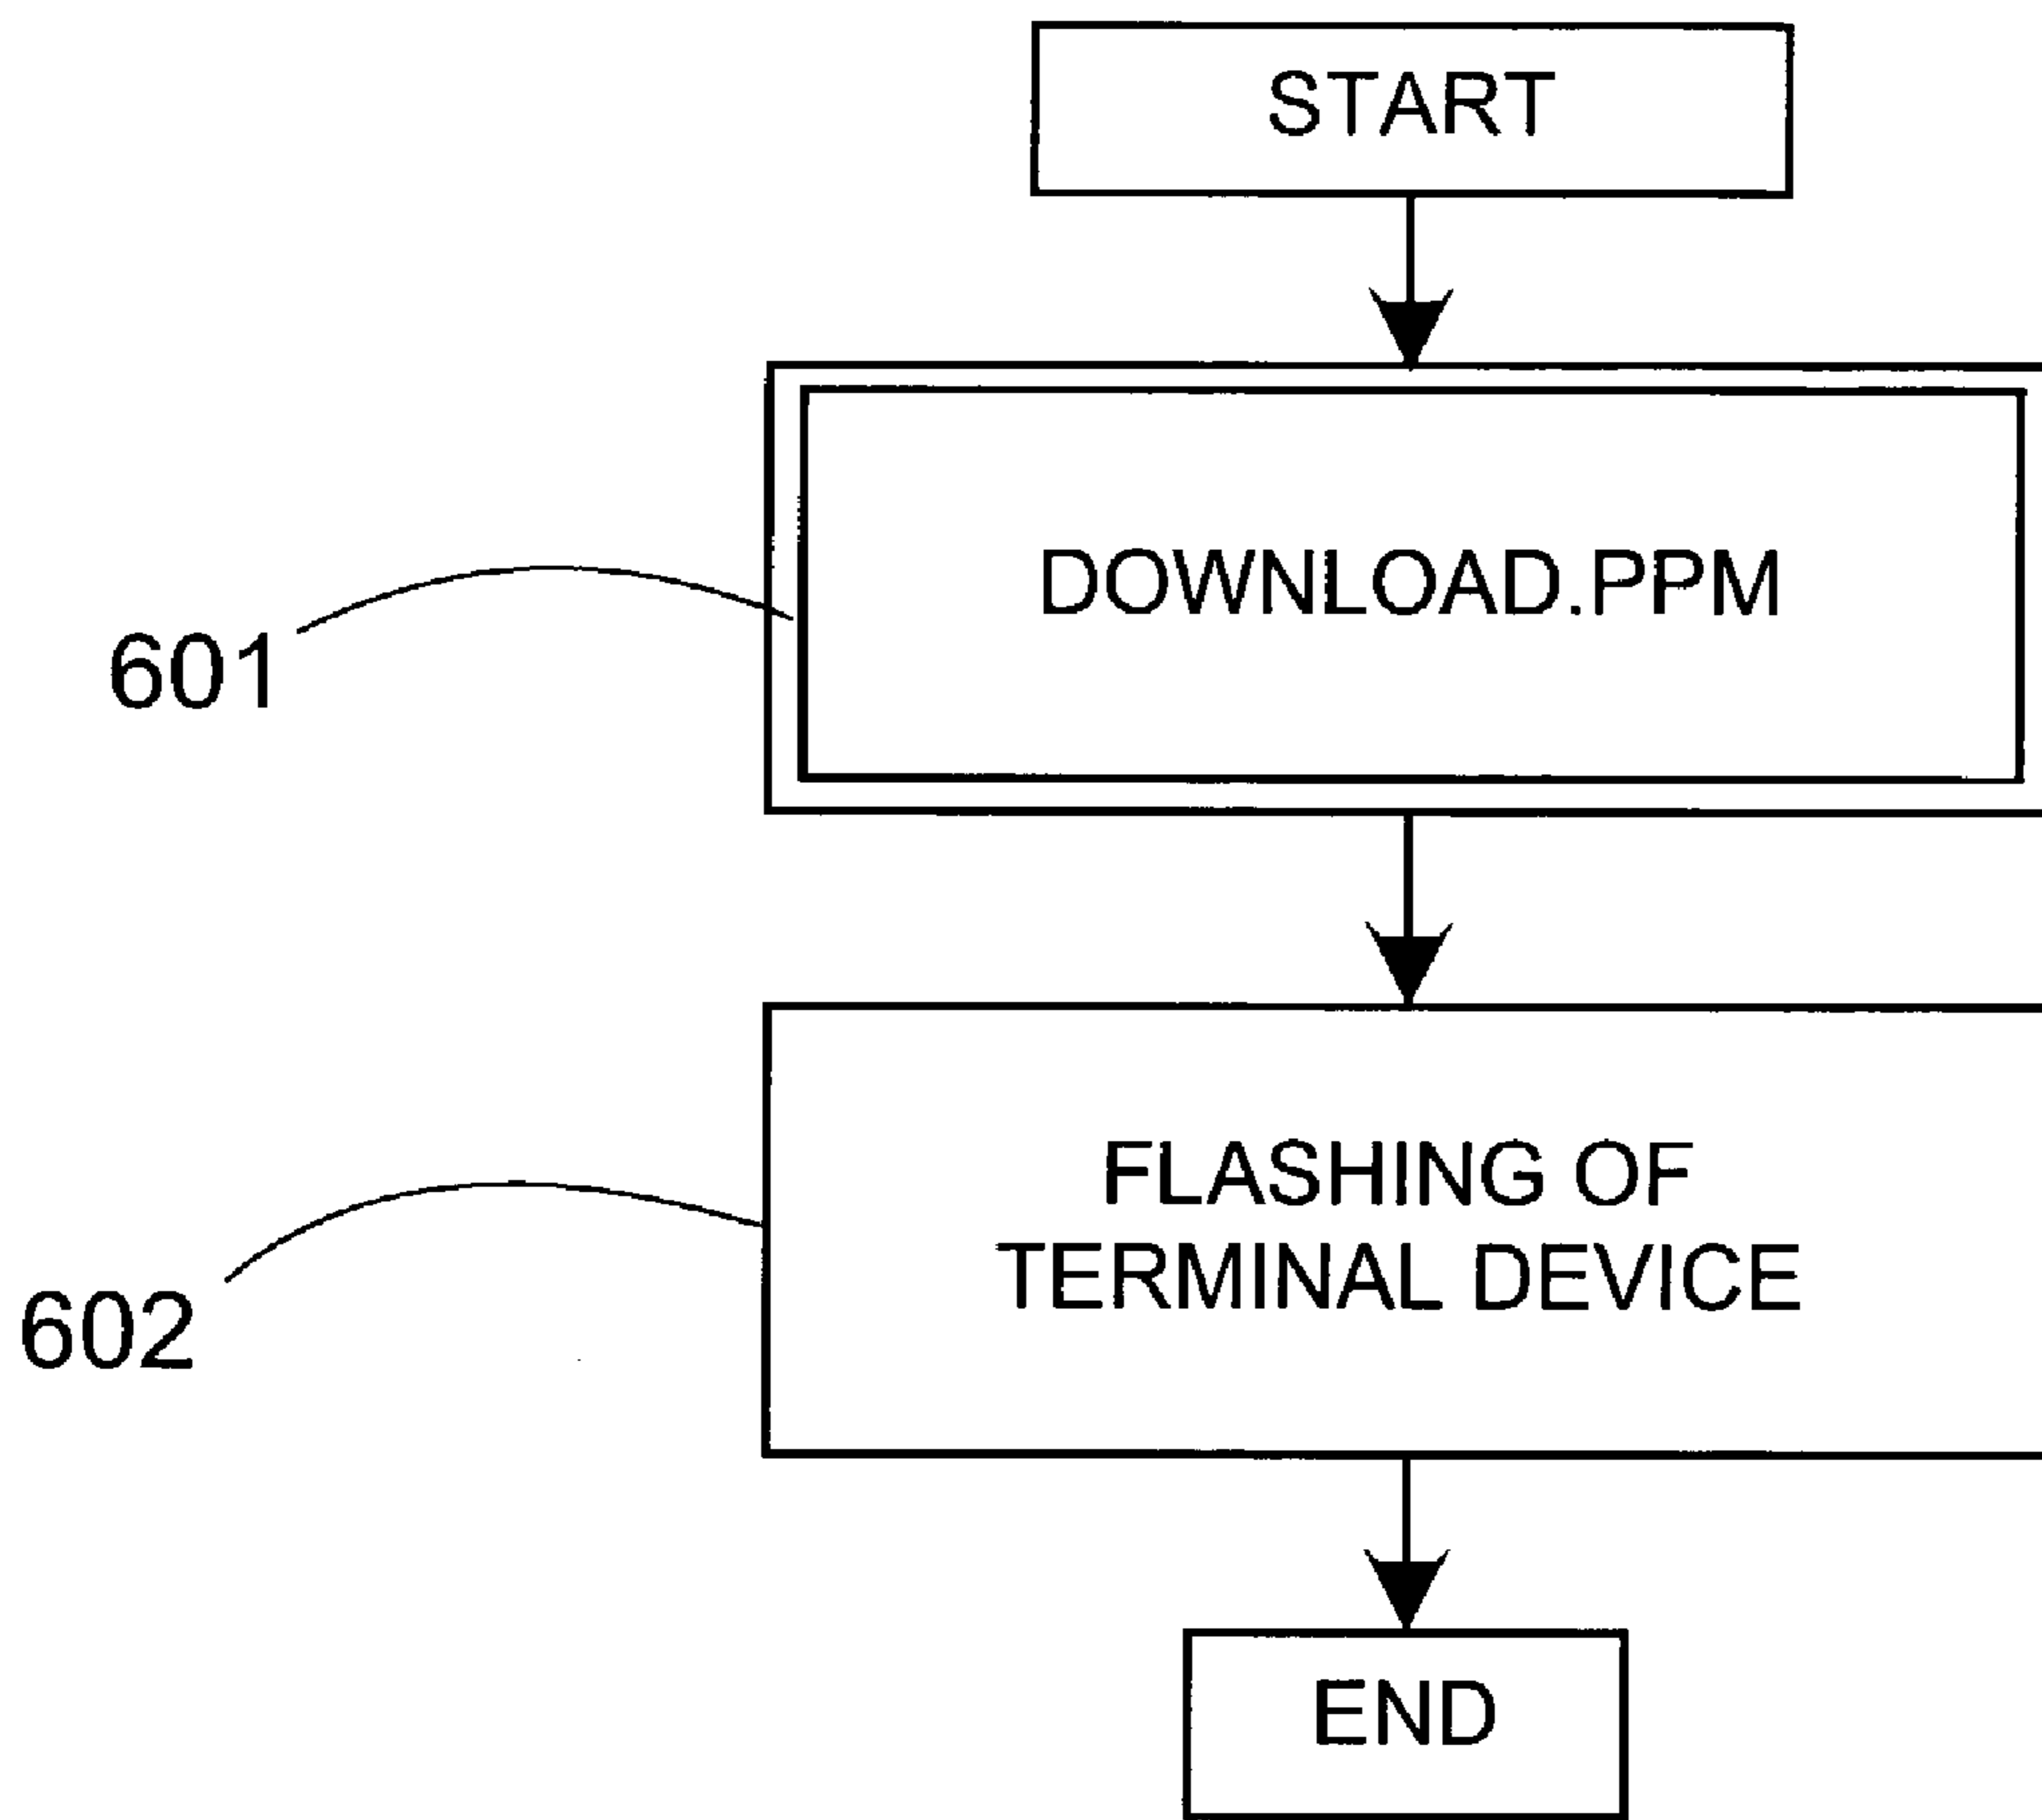 START
DOWNLOAD.PPM
601
FLASHING OF
TERMINAL DEVICE
602
END